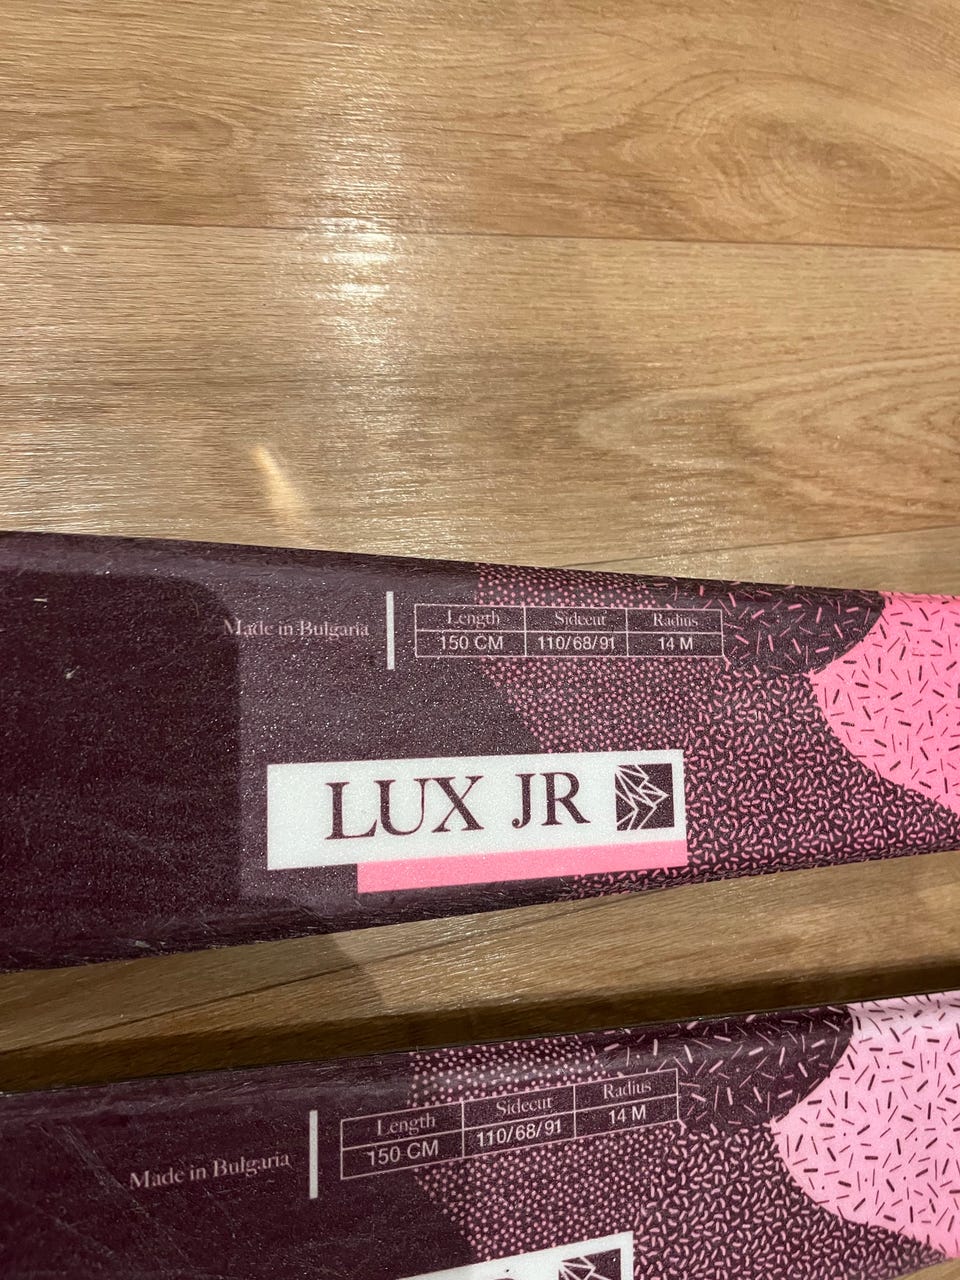 Made in Bulgaria
Length Sidecut Radius
150 CM 110/68/91 14 M
LUX JR
Made in Bulgaria
Length Sidecut Radius
150 CM 110/68/91 14 M